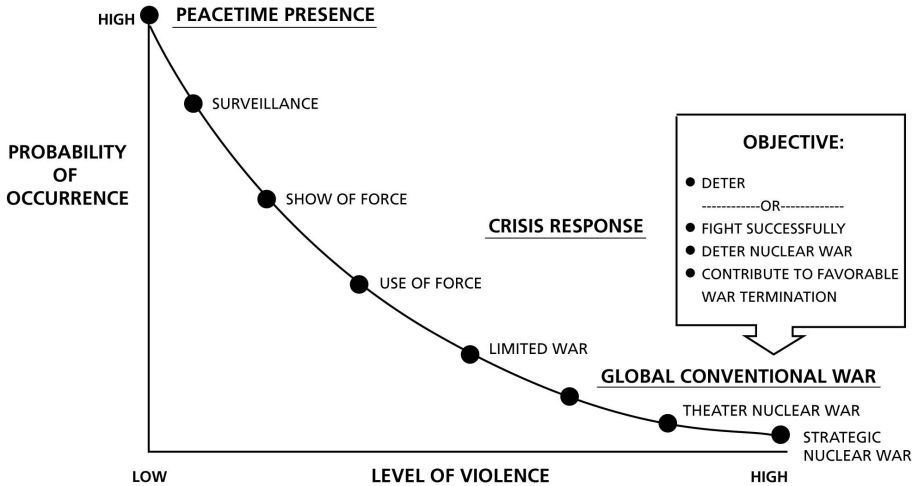 HIGH
PEACETIME PRESENCE
SURVEILLANCE
PROBABILITY
OF
OCCURRENCE
SHOW OF FORCE
CRISIS RESPONSE
USE OF FORCE
LIMITED WAR
OBJECTIVE:
● DETER
------------OR-------------
● FIGHT SUCCESSFULLY
● DETER NUCLEAR WAR
● CONTRIBUTE TO FAVORABLE
WAR TERMINATION
GLOBAL CONVENTIONAL WAR
THEATER NUCLEAR WAR
STRATEGIC
NUCLEAR WAR
LOW
LEVEL OF VIOLENCE
HIGH